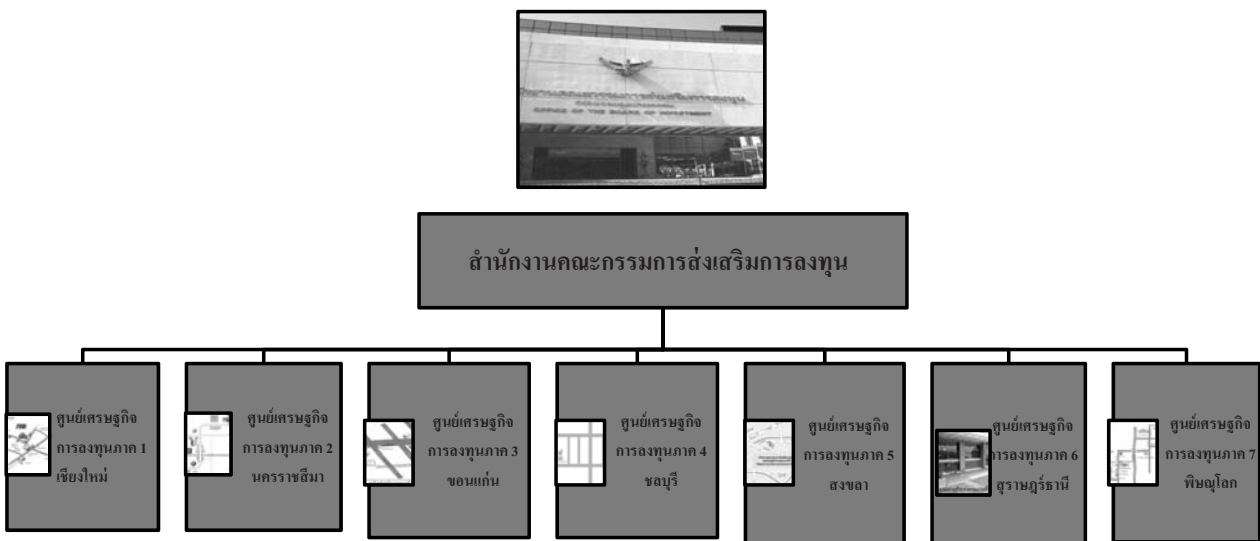 OFFICE OF THE BOARD OF INVESTMENT
สำนักงานคณะกรรมการส่งเสริมการลงทุน
ศูนย์เศรษฐกิจ
การลงทุนภาค 1
เชียงใหม่
ศูนย์เศรษฐกิจ
การลงทุนภาค 2
นครราชสีมา
ศูนย์เศรษฐกิจ
การลงทุนภาค 3
ขอนแก่น
ศูนย์เศรษฐกิจ
การลงทุนภาค 4
ชลบุรี
ศูนย์เศรษฐกิจ
การลงทุนภาค 5
สงขลา
ศูนย์เศรษฐกิจ
การลงทุนภาค 6
สุราษฎร์ธานี
ศูนย์เศรษฐกิจ
การลงทุนภาค 7
พิษณุโลก